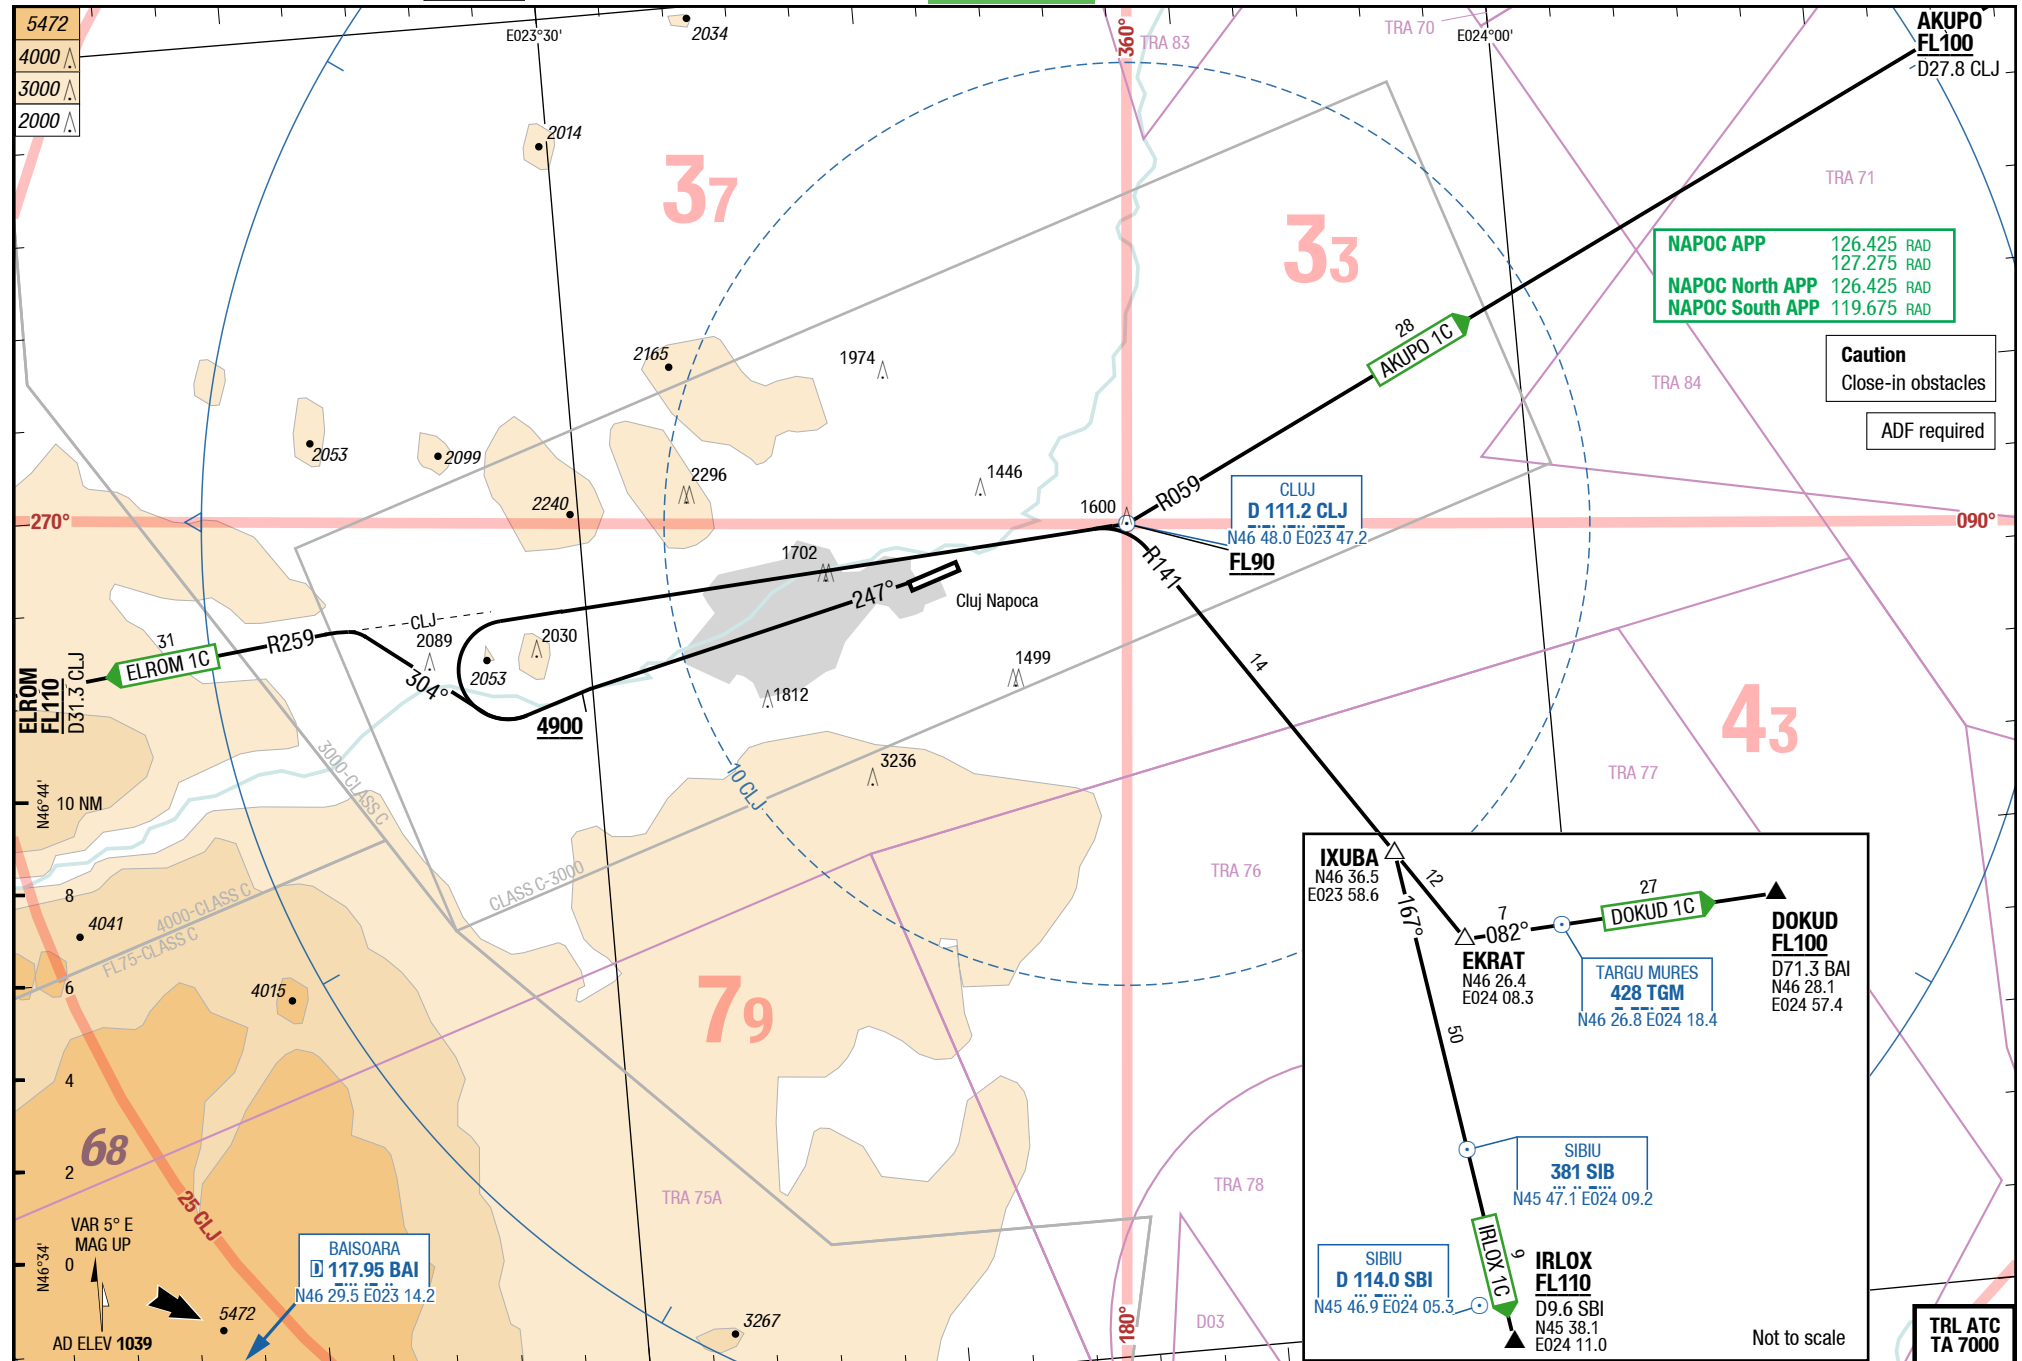 5472
4000
3000
2000
E023°30'
2034
360°
TRA 83
TRA 70
E024°00'
AKUPO
FL100
D27.8 CLJ
2014
37
33
TRA 71
NAPOC APP 126.425 RAD
127.275 RAD
NAPOC North APP 126.425 RAD
NAPOC South APP 119.675 RAD
28
AKUPO 1C
Caution
Close-in obstacles
TRA 84
ADF required
2165
1974
2053
2099
2296
1446
2240
1600
R059
CLUJ
D 111.2 CLJ
N46 48.0 E023 47.2
FL90
270°
090°
1702
247°
Cluj Napoca
R141
CLJ
31
ELROM 1C
R259
2089
2030
304°
2053
1499
14
ELROM
FL110
D31.3 CLJ
1812
4900
43
3236
10 CLJ
TRA 77
3000-CLASS C
N46°44'
10 NM
CLASS C-3000
TRA 76
IXUBA
N46 36.5
E023 58.6
12
167°
27
DOKUD 1C
7
082°
DOKUD
FL100
D71.3 BAI
N46 28.1
E024 57.4
EKRAT
N46 26.4
E024 08.3
TARGU MURES
428 TGM
N46 26.8 E024 18.4
8
4000-CLASS C
FL75-CLASS C
4041
6
4015
79
50
4
68
2
25 CLJ
TRA 75A
TRA 78
SIBIU
381 SIB
N45 47.1 E024 09.2
VAR 5° E
MAG UP
N46°34'
0
BAISOARA
D 117.95 BAI
N46 29.5 E023 14.2
IRLOX 1C
9
SIBIU
D 114.0 SBI
N45 46.9 E024 05.3
IRLOX
FL110
D9.6 SBI
N45 38.1
E024 11.0
5472
3267
180°
D03
AD ELEV 1039
Not to scale
TRL ATC
TA 7000